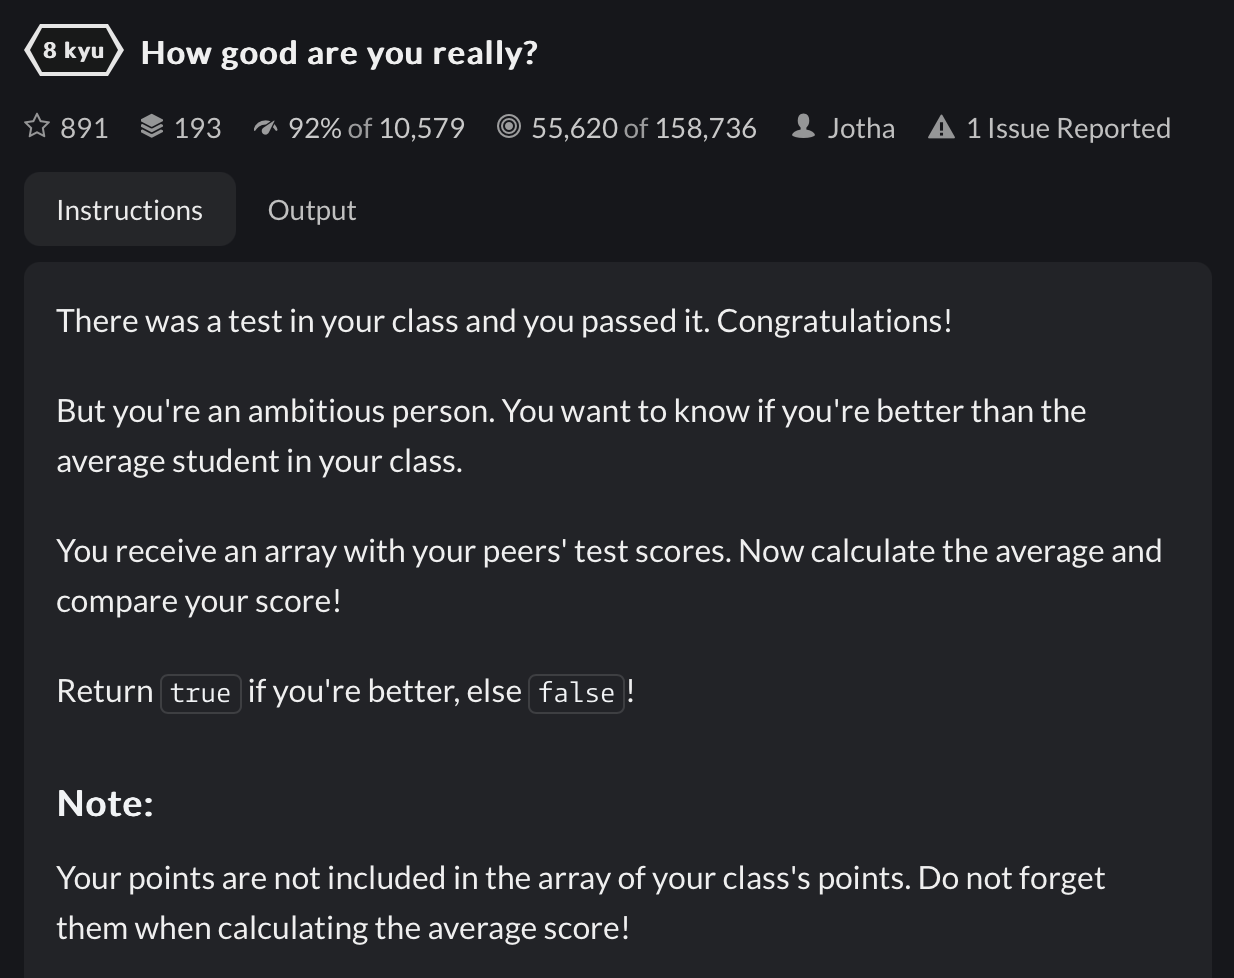 8 kyu How good are you really?
891 193 92% of 10,579 55,620 of 158,736 Jotha 1 Issue Reported
Instructions Output
There was a test in your class and you passed it. Congratulations!
But you're an ambitious person. You want to know if you're better than the
average student in your class.
You receive an array with your peers' test scores. Now calculate the average and
compare your score!
Return true if you're better, else false!
Note:
Your points are not included in the array of your class's points. Do not forget
them when calculating the average score!